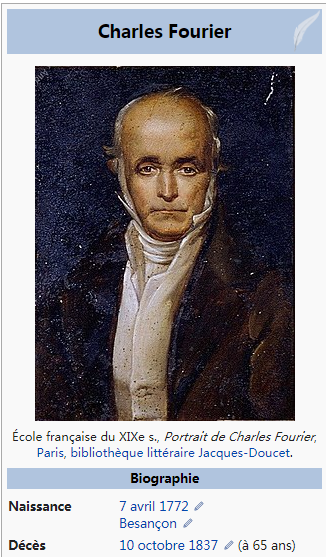 Charles Fourier
École française du XIXe s., Portrait de Charles Fourier,
Paris, bibliothèque littéraire Jacques-Doucet.
Biographie
Naissance 7 avril 1772
Besançon
Décès 10 octobre 1837 (à 65 ans)